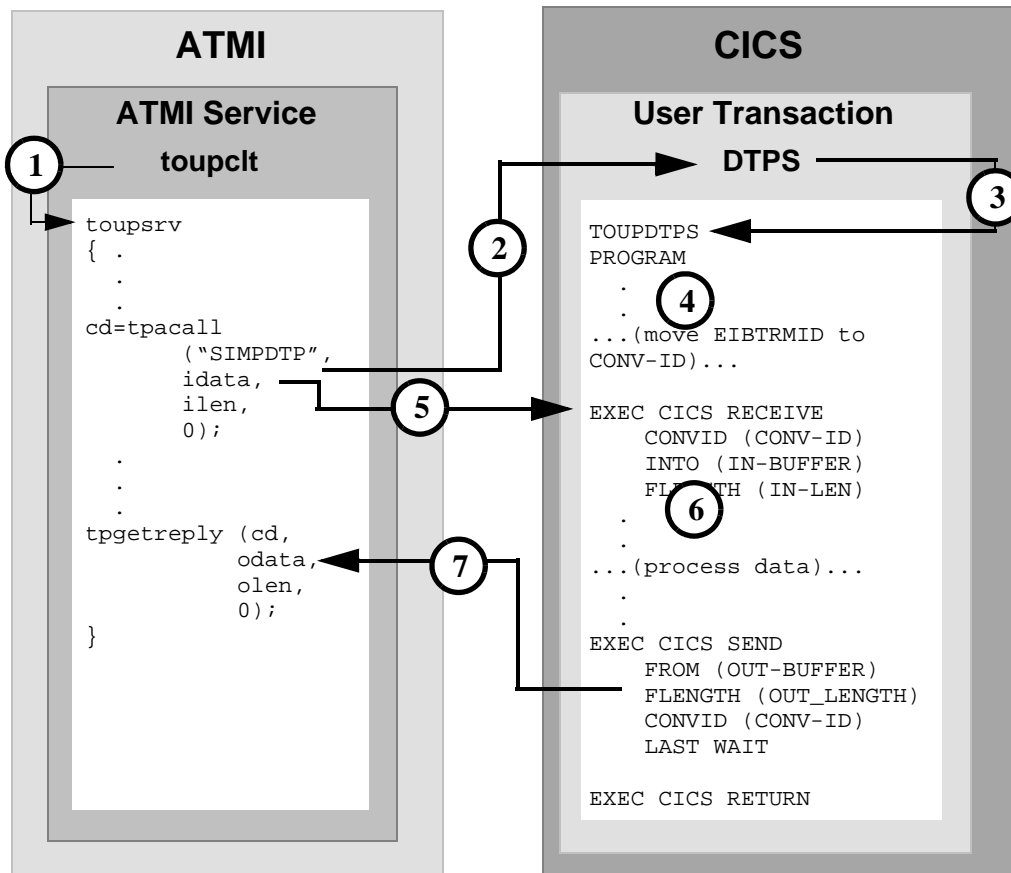 ATMI
ATMI Service
toupclt
1
toupsrv
{ .
.
.
cd=tpacall
(“SIMPDTP”,
idata,
ilen,
0);
.
.
.
tpgetreply (cd,
odata,
olen,
0);
}
2
5
7
CICS
User Transaction
DTPS
3
TOUPDTPS
PROGRAM
.
4
.
...(move EIBTRMID to
CONV-ID)...
EXEC CICS RECEIVE
CONVID (CONV-ID)
INTO (IN-BUFFER)
(IN-LEN)
6
.
.
...(process data)...
.
.
EXEC CICS SEND
FROM (OUT-BUFFER)
FLENGTH (OUT_LENGTH)
CONVID (CONV-ID)
LAST WAIT
EXEC CICS RETURN